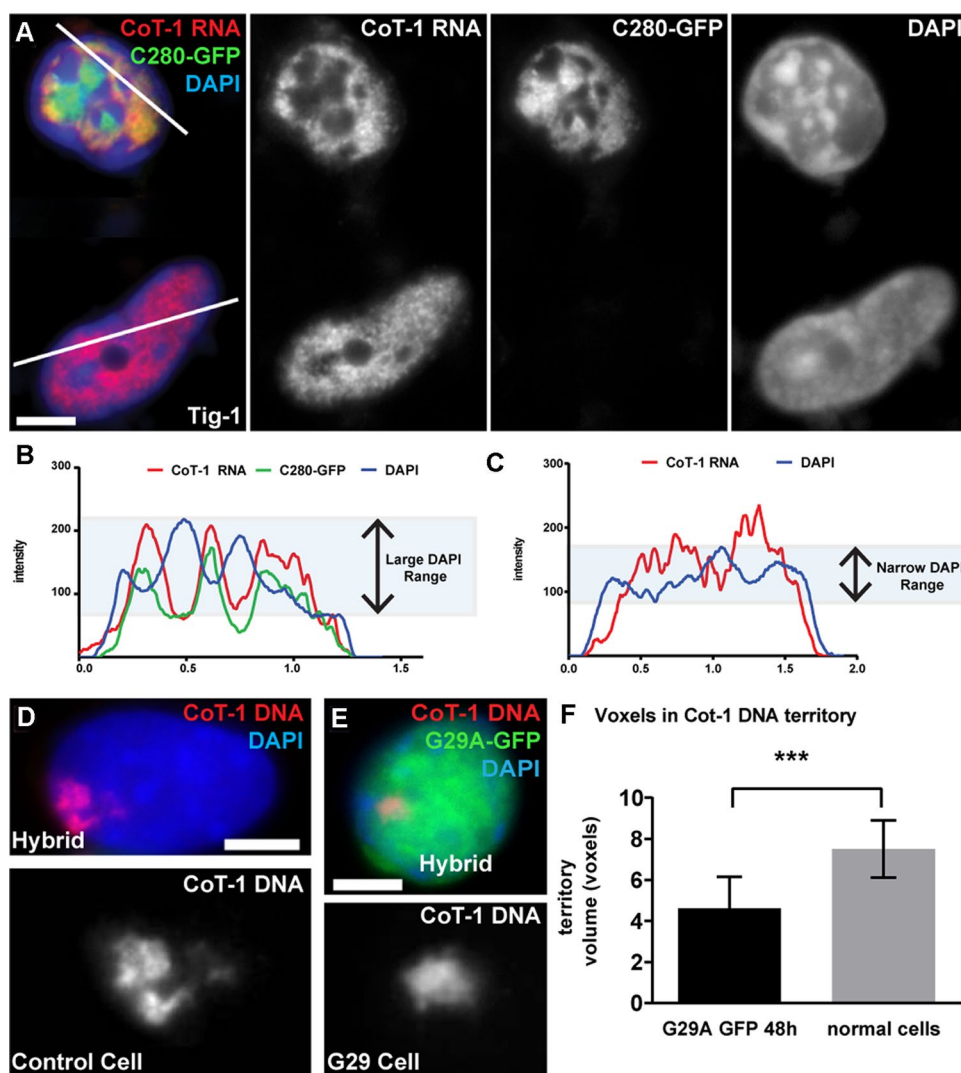 A
CoT-1 RNA
C280-GFP
DAPI
CoT-1 RNA
C280-GFP
DAPI
Tig-1
B
CoT-1 RNA
C280-GFP
DAPI
300
200
100
intensity
0.0
0.5
1.0
1.5
Large DAPI
Range
C
CoT-1 RNA
DAPI
300
200
100
intensity
0.0
0.5
1.0
1.5
2.0
Narrow DAPI
Range
D
CoT-1 DNA
DAPI
Hybrid
CoT-1 DNA
Control Cell
E
CoT-1 DNA
G29A-GFP
DAPI
Hybrid
CoT-1 DNA
G29 Cell
F
Voxels in Cot-1 DNA territory
***
10
8
6
4
2
0
territory
volume (voxels)
G29A GFP 48h
normal cells